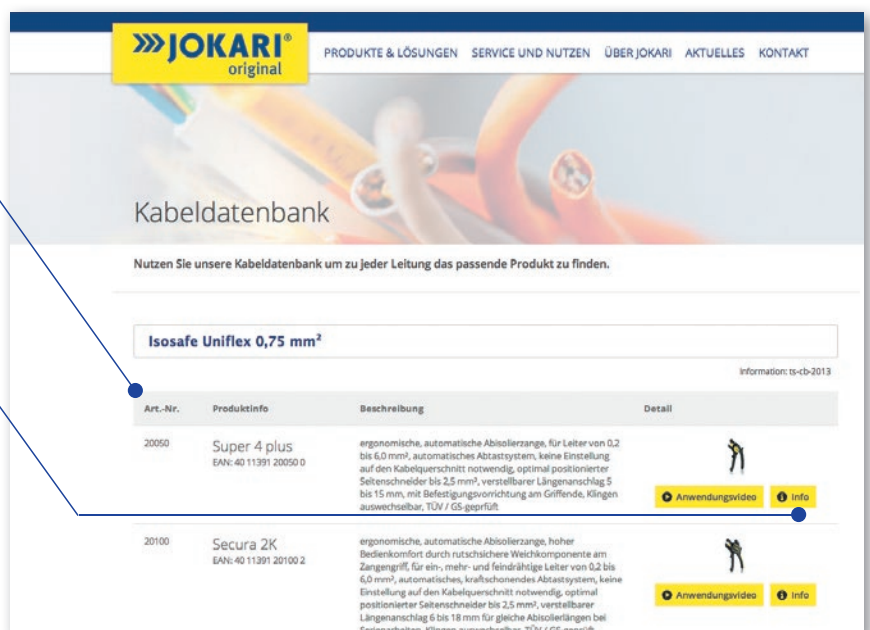 JOKARI®
original
PRODUKTE & LÖSUNGEN SERVICE UND NUTZEN ÜBER JOKARI AKTUELLES KONTAKT
Kabeldatenbank
Nutzen Sie unsere Kabeldatenbank um zu jeder Leitung das passende Produkt zu finden.
Isosafe Uniflex 0,75 mm²
Information: ts-cb-2013
Art.-Nr. Produktinfo Beschreibung Detail
20050
Super 4 plus
EAN: 40 11391 20050 0
ergonomische, automatische Abisolierzange, für Leiter von 0,2
bis 6,0 mm², automatisches Abtastsystem, keine Einstellung
auf den Kabelquerschnitt notwendig, optimal positionierter
Seitenschneider bis 2,5 mm², verstellbarer Längenanschlag 5
bis 15 mm, mit Befestigungsvorrichtung am Griffende, Klingen
auswechselbar, TÜV / GS-geprfüft
Anwendungsvideo Info
20100
Secura 2K
EAN: 40 11391 20100 2
ergonomische, automatische Abisolierzange, hoher
Bedienkomfort durch rutschsichere Weichkomponente am
Zangengriff, für ein-, mehr- und feindrähtige Leiter von 0,2 bis
6,0 mm², automatisches, kraftschonendes Abtastsystem, keine
Einstellung auf den Kabelquerschnitt notwendig, optimal
positionierter Seitenschneider bis 2,5 mm², verstellbarer
Längenanschlag 6 bis 18 mm für gleiche Abisolierlängen bei
Serienarbeiten, Klingen auswechselbar, TÜV / GS-geprüft
Anwendungsvideo Info